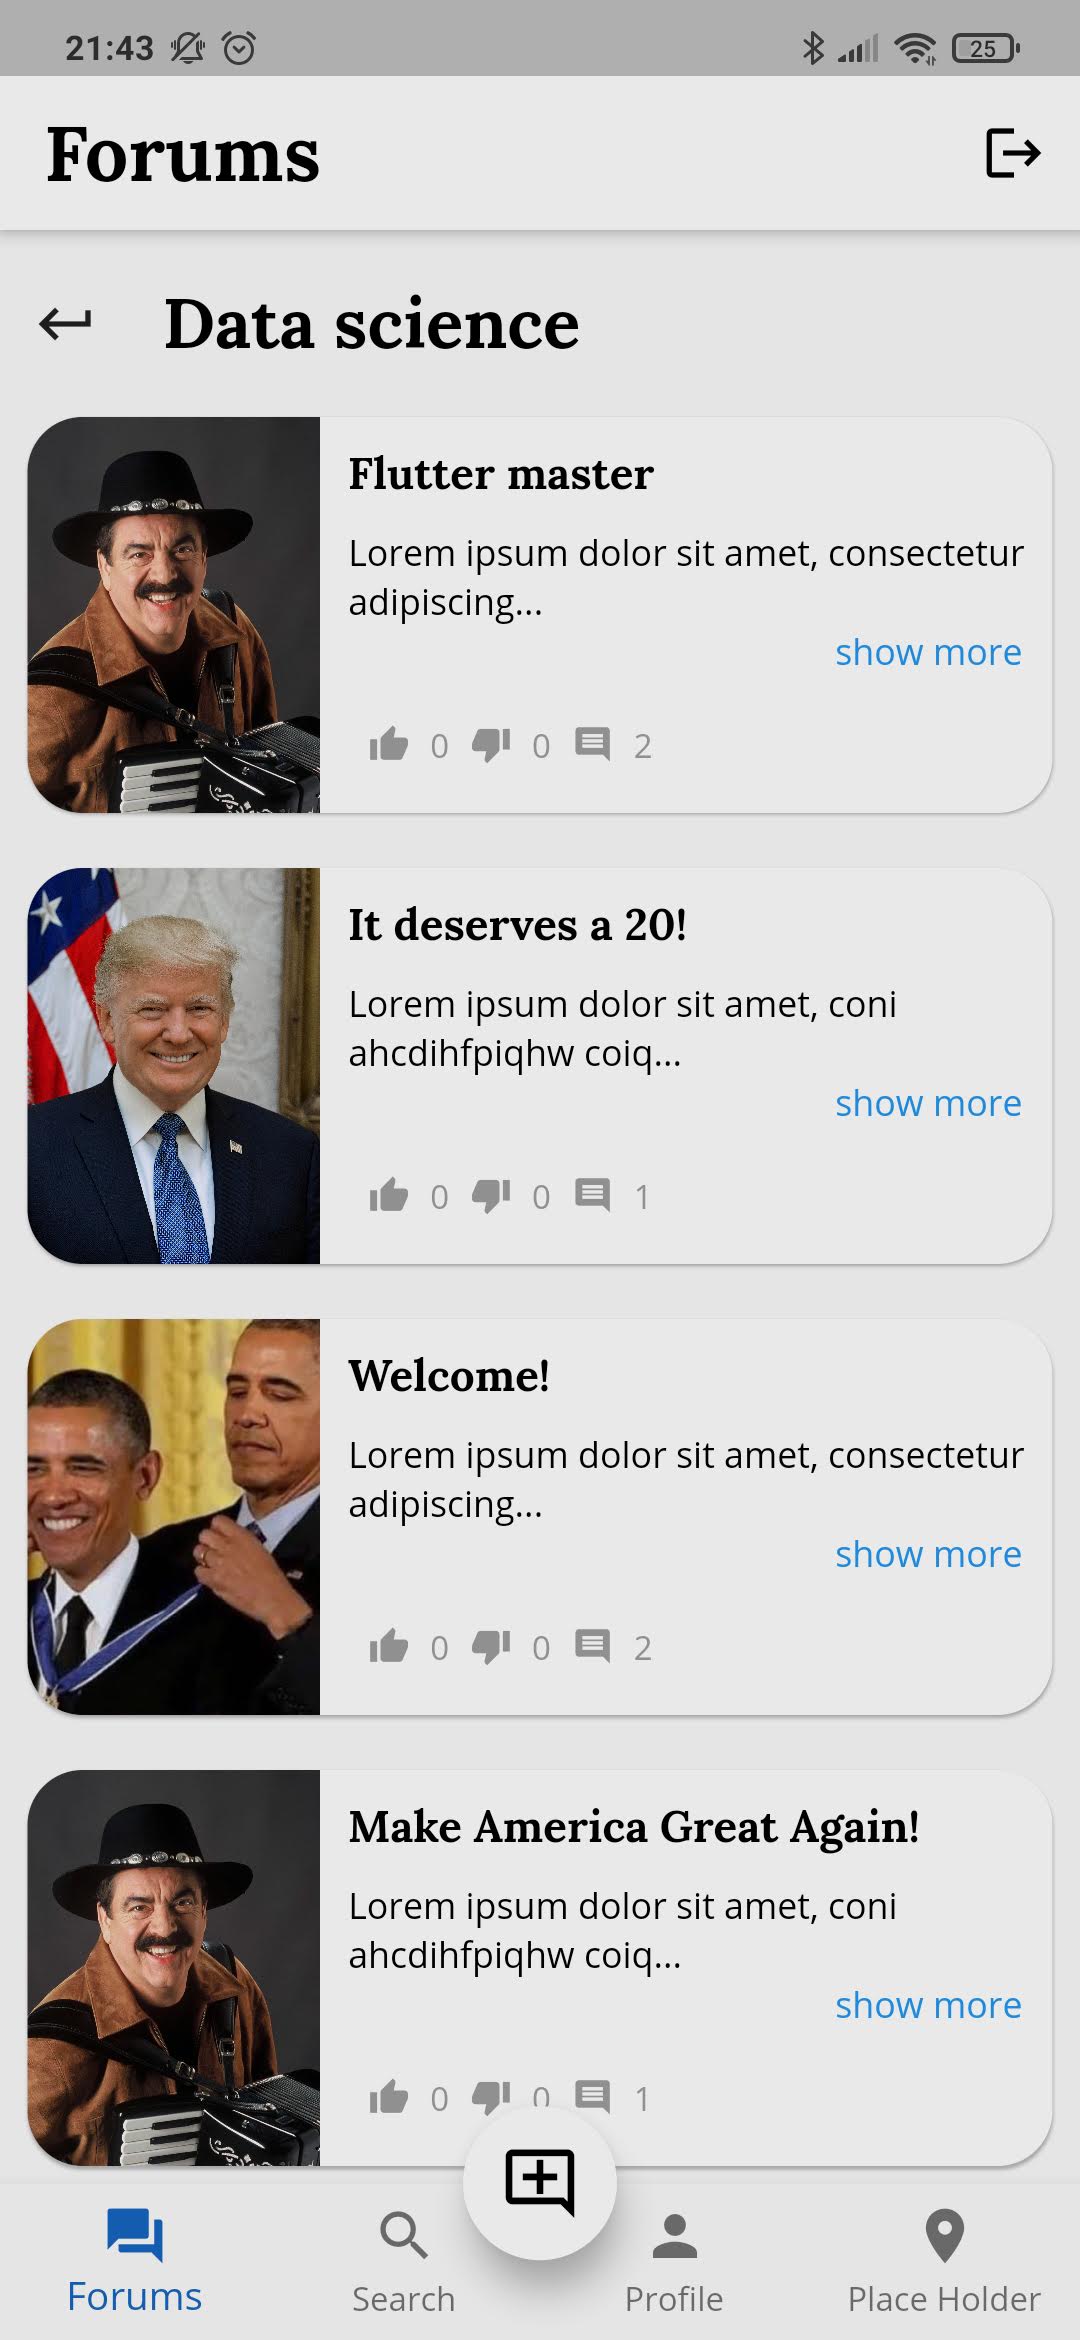 21:43
25
Forums
Data science
Flutter master
Lorem ipsum dolor sit amet, consectetur
adipiscing...
show more
0 0 2
It deserves a 20!
Lorem ipsum dolor sit amet, coni
ahcdihfpiqhw coiq...
show more
0 0 1
Welcome!
Lorem ipsum dolor sit amet, consectetur
adipiscing...
show more
0 0 2
Make America Great Again!
Lorem ipsum dolor sit amet, coni
ahcdihfpiqhw coiq...
show more
0 0 1
Forums
Search
Profile
Place Holder